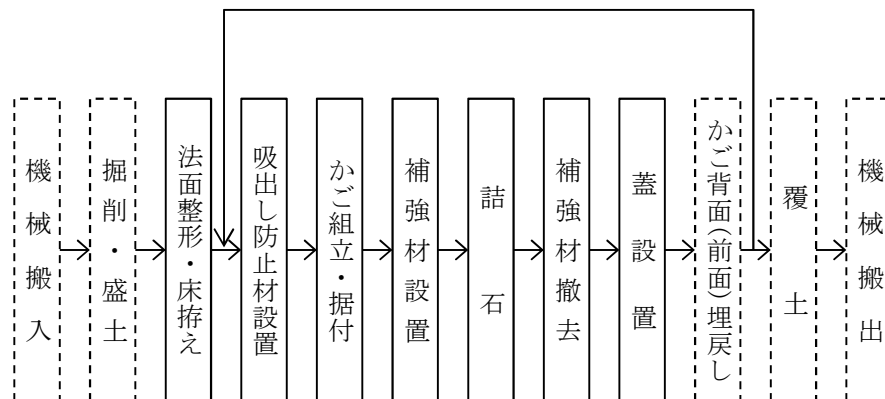 機械搬入
掘削・盛土
法面整形・床拵え
吸出し防止材設置
かご組立・据付
補強材設置
詰石
補強材撤去
蓋設置
かご背面(前面)埋戻し
覆土
機械搬出